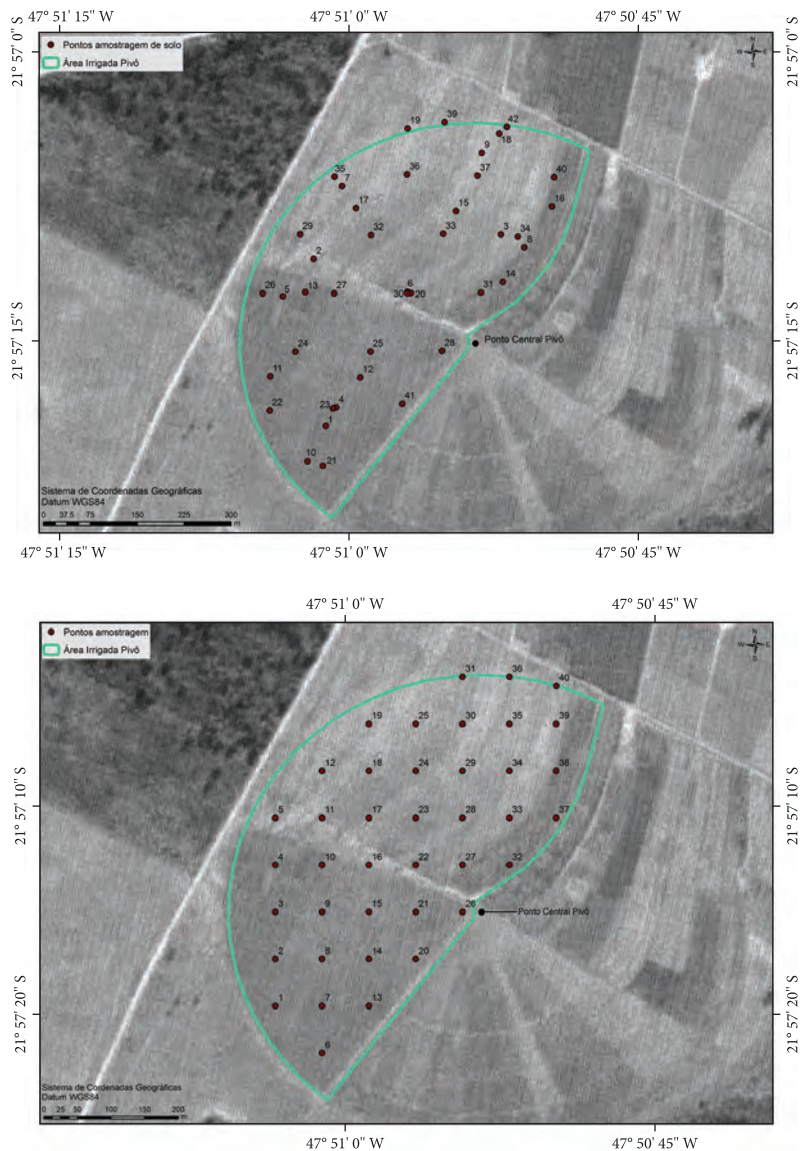 47° 51' 15" W 47° 51' 0" W 47° 50' 45" W
21° 57' 0" S 21° 57' 0" S
Pontos amostragem de solo
Área Irrigada Pivô
N
W E
S
19 39 42
18
9
35 7 36 37 40
17 15 16
29 32 33 3 34
8
2
26 5 13 27 6 30 20 31 14
21° 57' 15" S 21° 57' 15" S
Ponto Central Pivô
24 25 28
11 12
22 23 4 41
1
10 21
Sistema de Coordenadas Geográficas
Datum WGS84
0 37.5 75 150 225 300
m
47° 51' 15" W 47° 51' 0" W 47° 50' 45" W
47° 51' 0" W 47° 50' 45" W
Pontos amostragem
Área Irrigada Pivô
N
W E
S
31 36 40
19 25 30 35 39
12 18 24 29 34 38
21° 57' 10" S 21° 57' 10" S
5 11 17 23 28 33 37
4 10 16 22 27 32
3 9 15 21 26 Ponto Central Pivô
2 8 14 20
1 7 13
21° 57' 20" S 21° 57' 20" S
6
Sistema de Cordenadas Geográficas
Datum WGS84
0 25 50 100 150 200
m
47° 51' 0" W 47° 50' 45" W